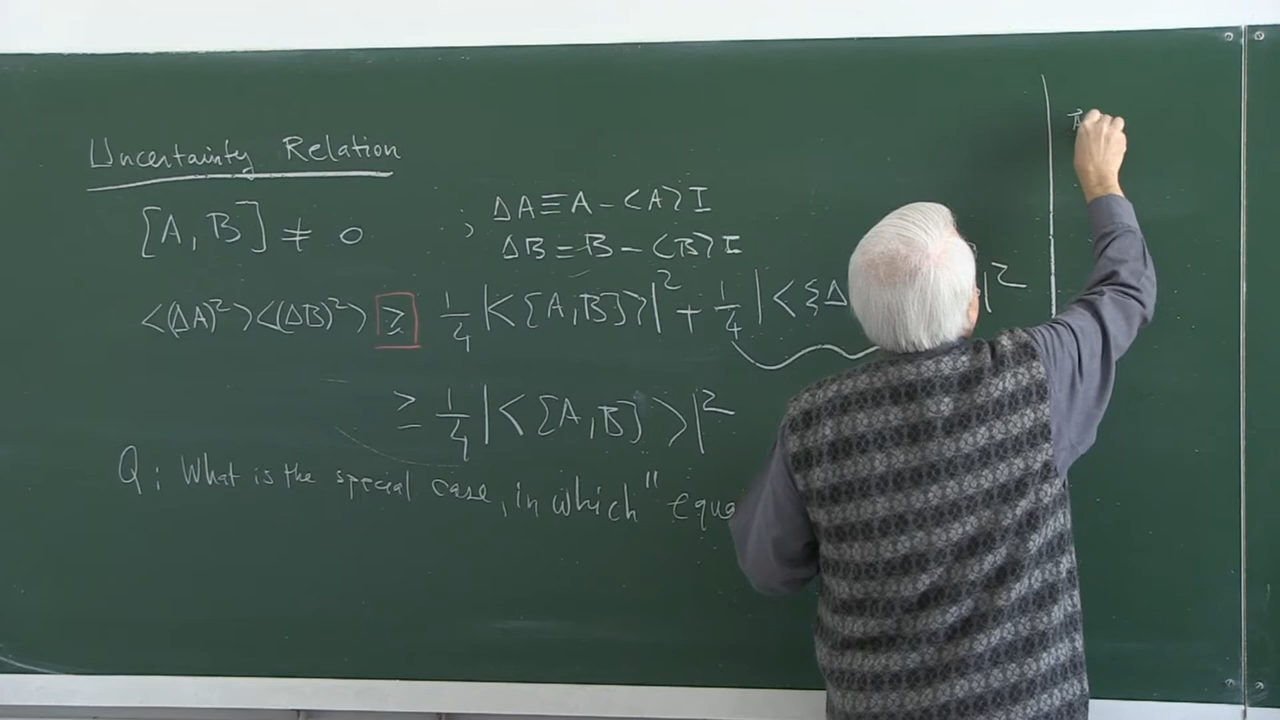 Uncertainty Relation
[A, B] ≠ 0 , ΔA ≡ A - <A>I
ΔB = B - <B>I
<(ΔA)²><(ΔB)²> ≥ 1/4 |<[A,B]>|² + 1/4 |<{Δ |²
≥ 1/4 |<[A,B]>|²
Q: What is the special case, in which "equa